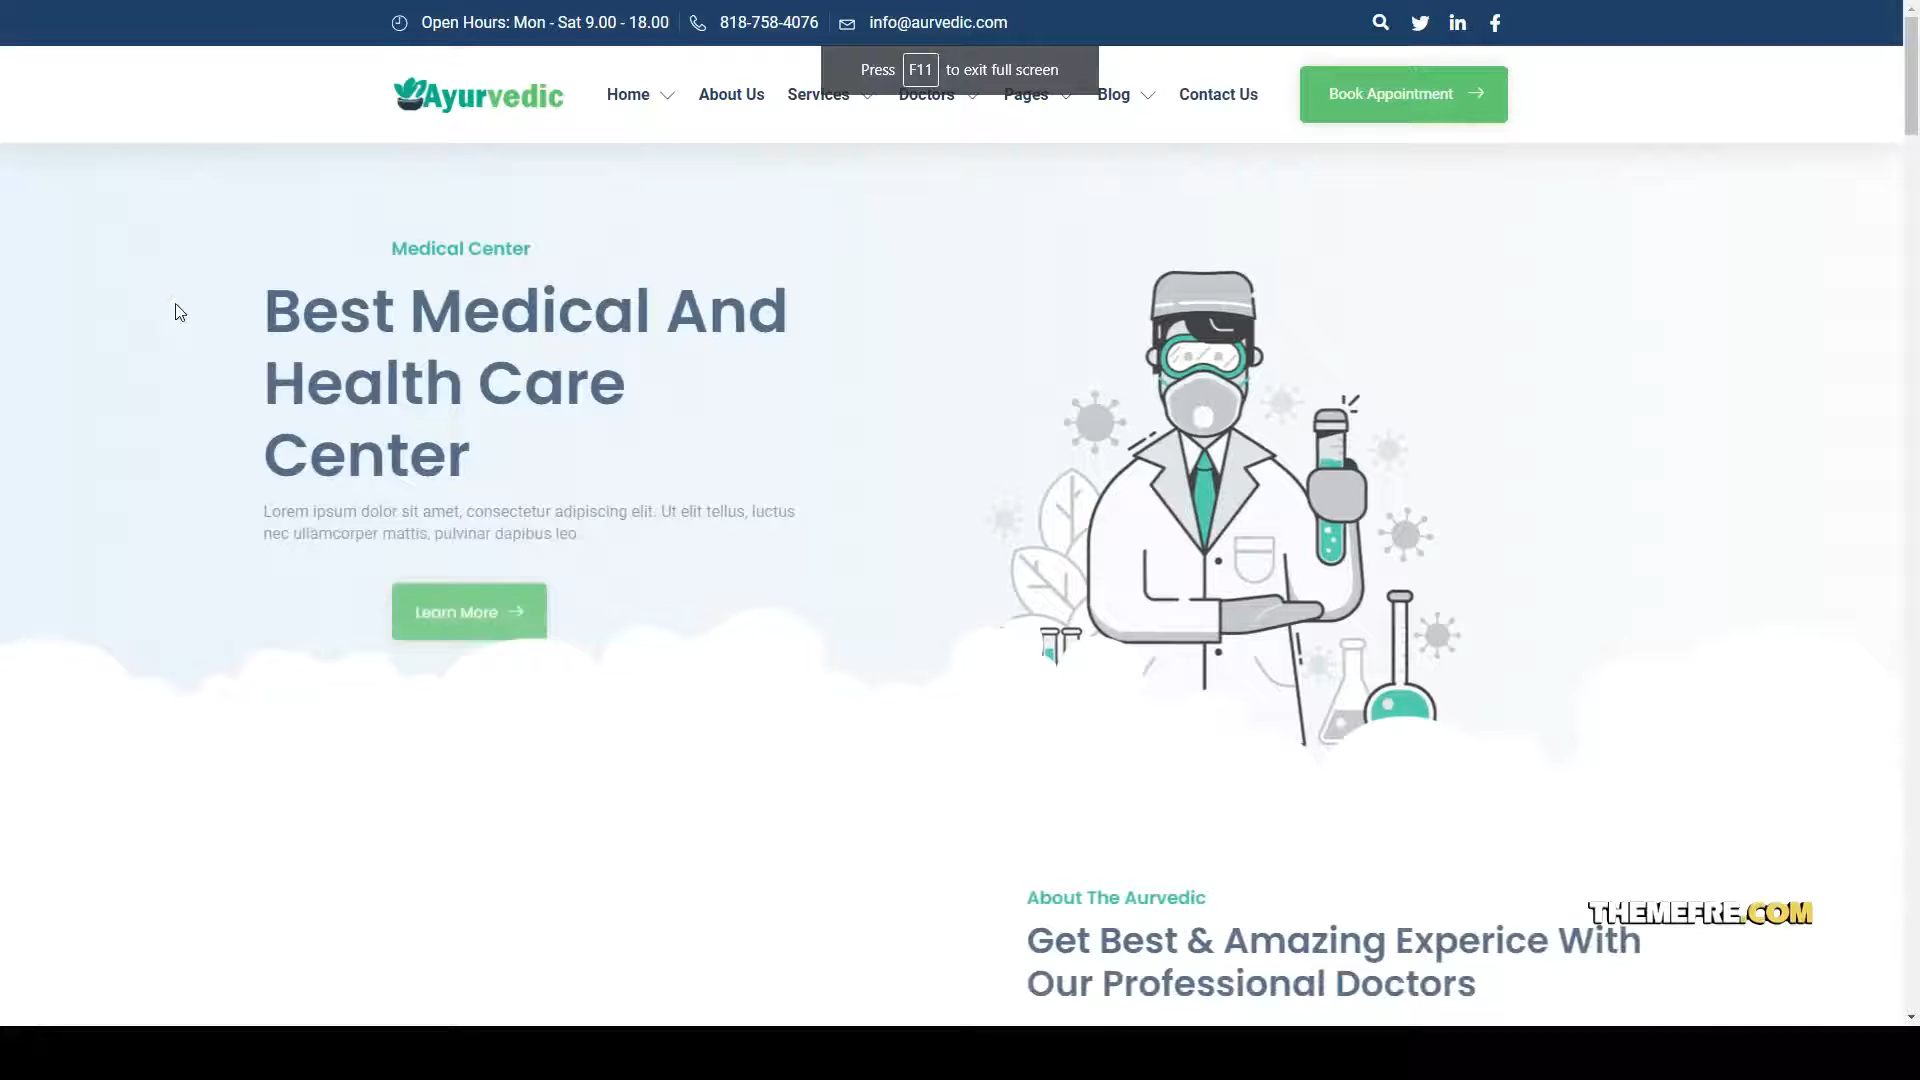 Open Hours: Mon - Sat 9.00 - 18.00 818-758-4076 info@aurvedic.com
Press F11 to exit full screen
Ayurvedic Home About Us Services Doctors Pages Blog Contact Us Book Appointment
Medical Center
Best Medical And
Health Care
Center
Lorem ipsum dolor sit amet, consectetur adipiscing elit. Ut elit tellus, luctus
nec ullamcorper mattis, pulvinar dapibus leo.
Learn More
About The Aurvedic
THEMEFRE.COM
Get Best & Amazing Experice With
Our Professional Doctors